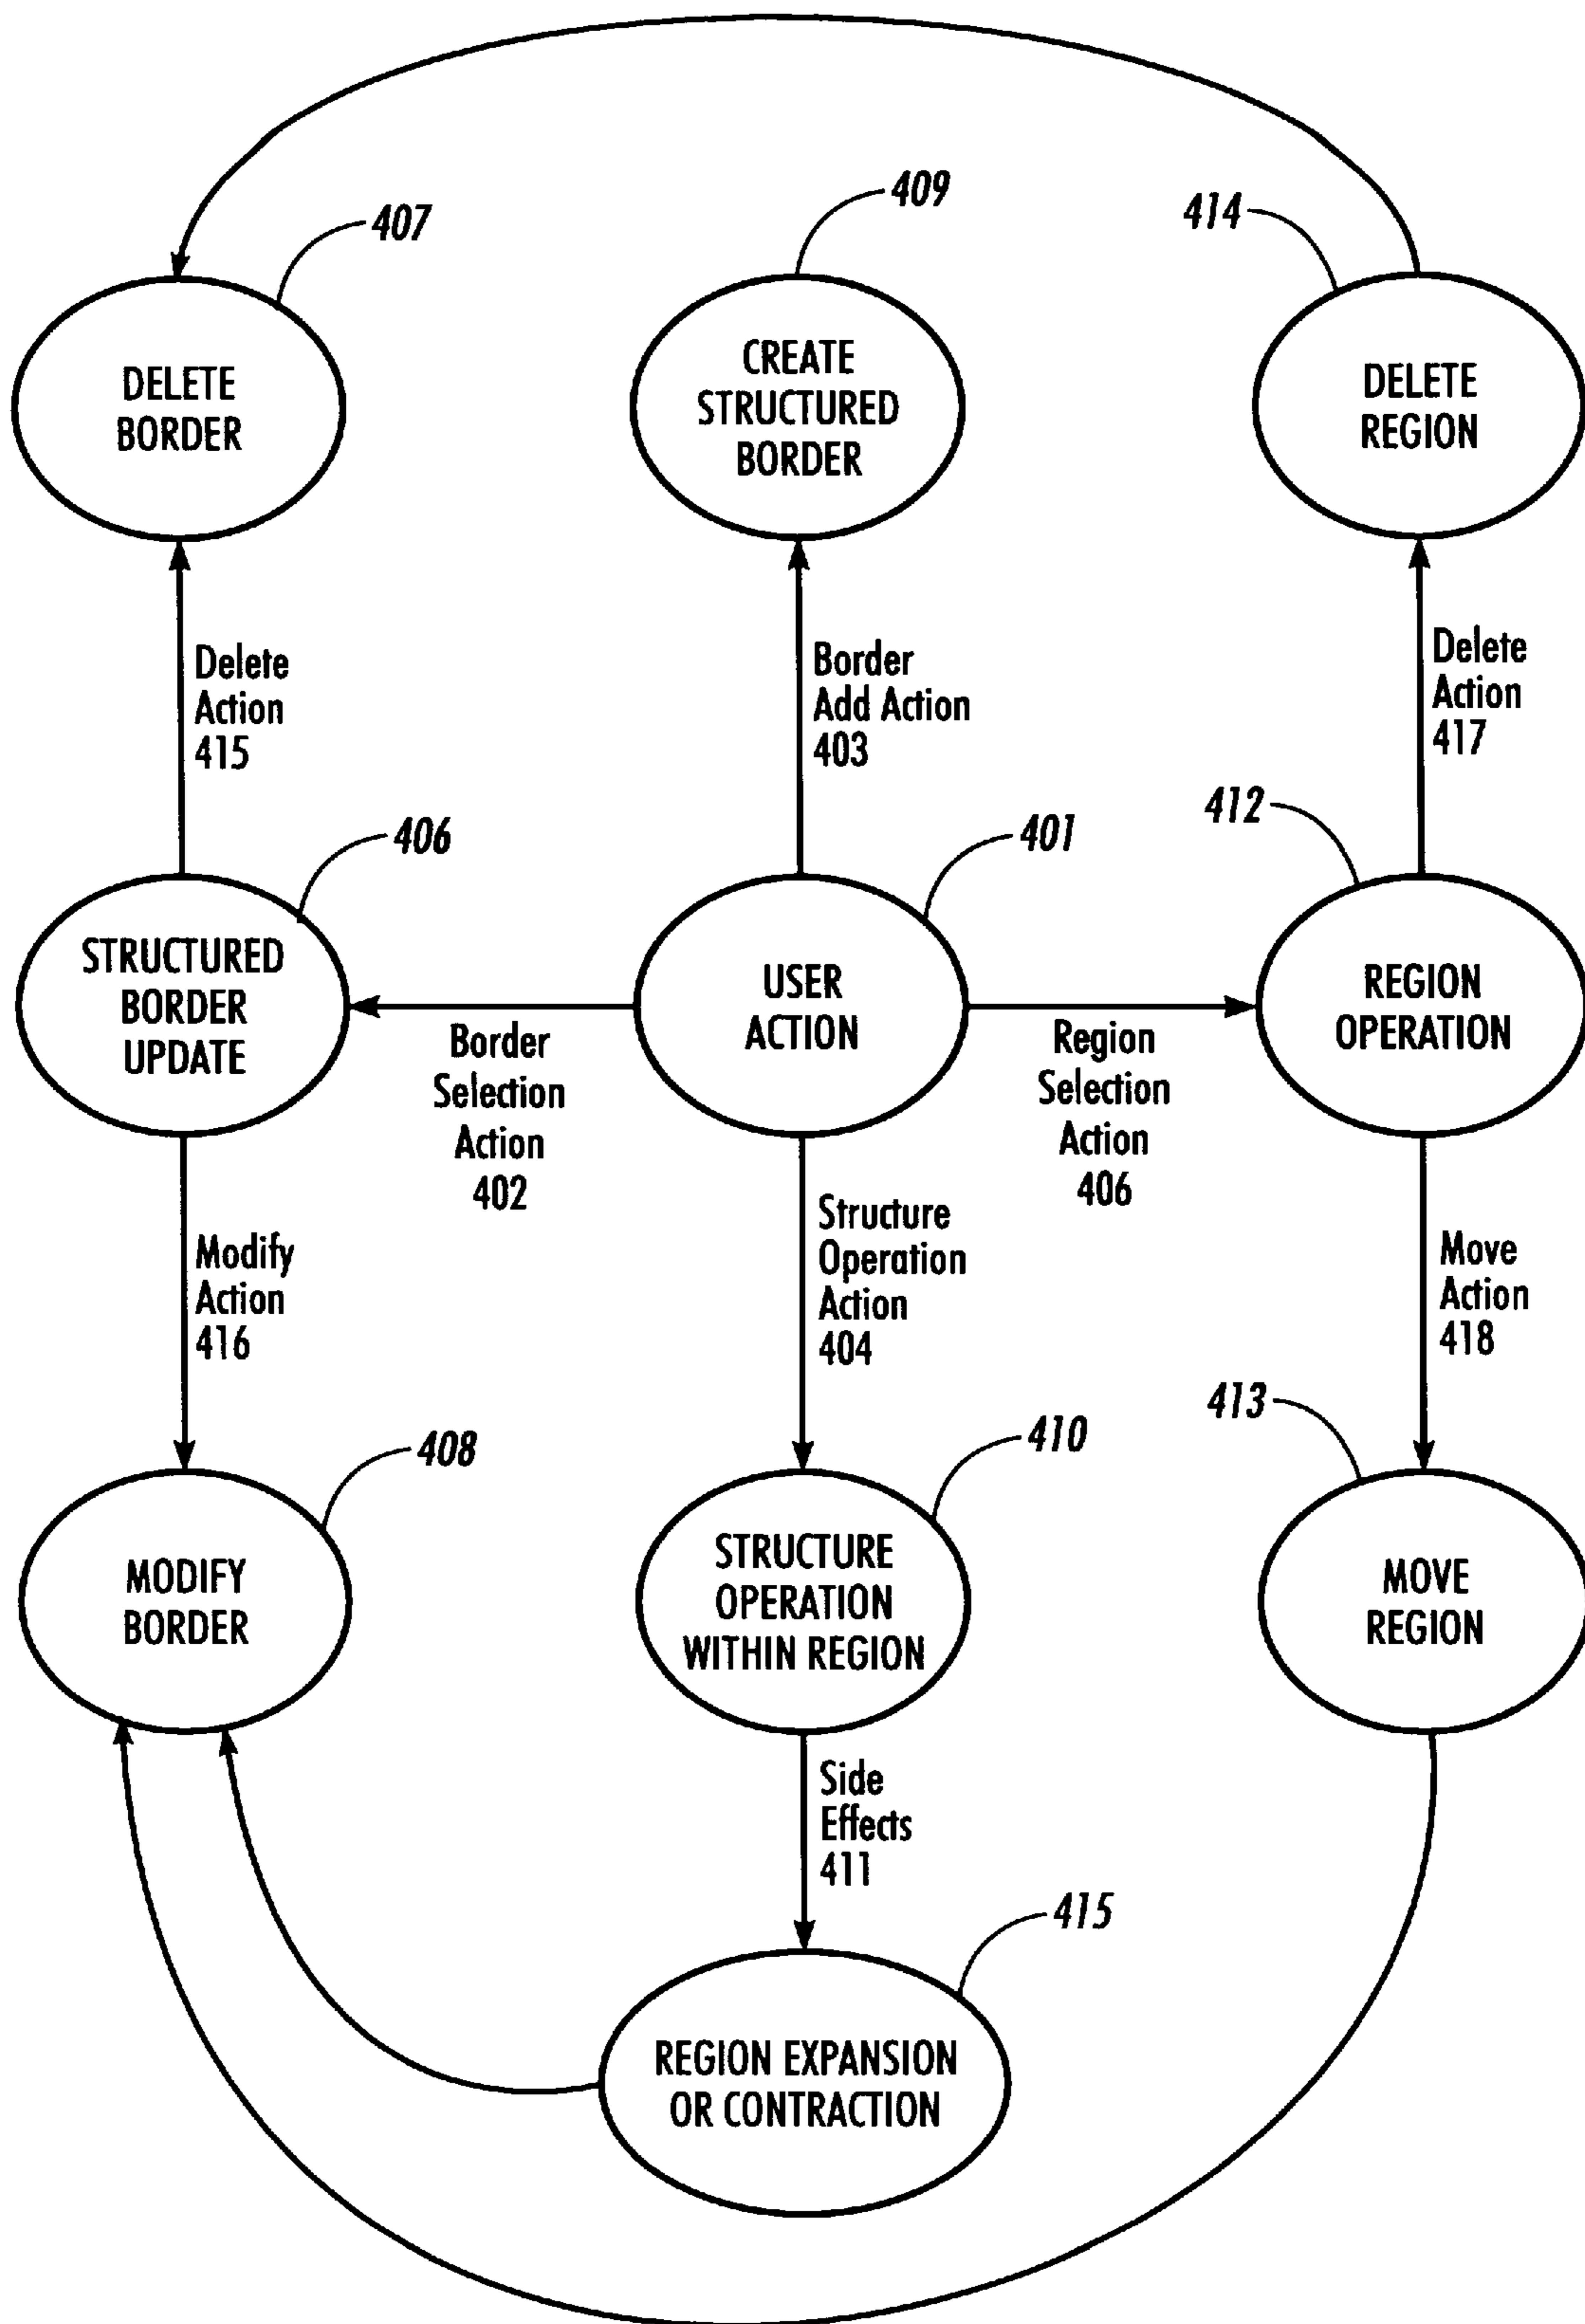 407
409
414
DELETE
BORDER
CREATE
STRUCTURED
BORDER
DELETE
REGION
Delete
Action
415
Border
Add Action
403
Delete
Action
417
406
401
412
STRUCTURED
BORDER
UPDATE
USER
ACTION
REGION
OPERATION
Border
Selection
Action
402
Region
Selection
Action
406
Modify
Action
416
Structure
Operation
Action
404
Move
Action
418
408
410
413
MODIFY
BORDER
STRUCTURE
OPERATION
WITHIN REGION
MOVE
REGION
Side
Effects
411
415
REGION EXPANSION
OR CONTRACTION